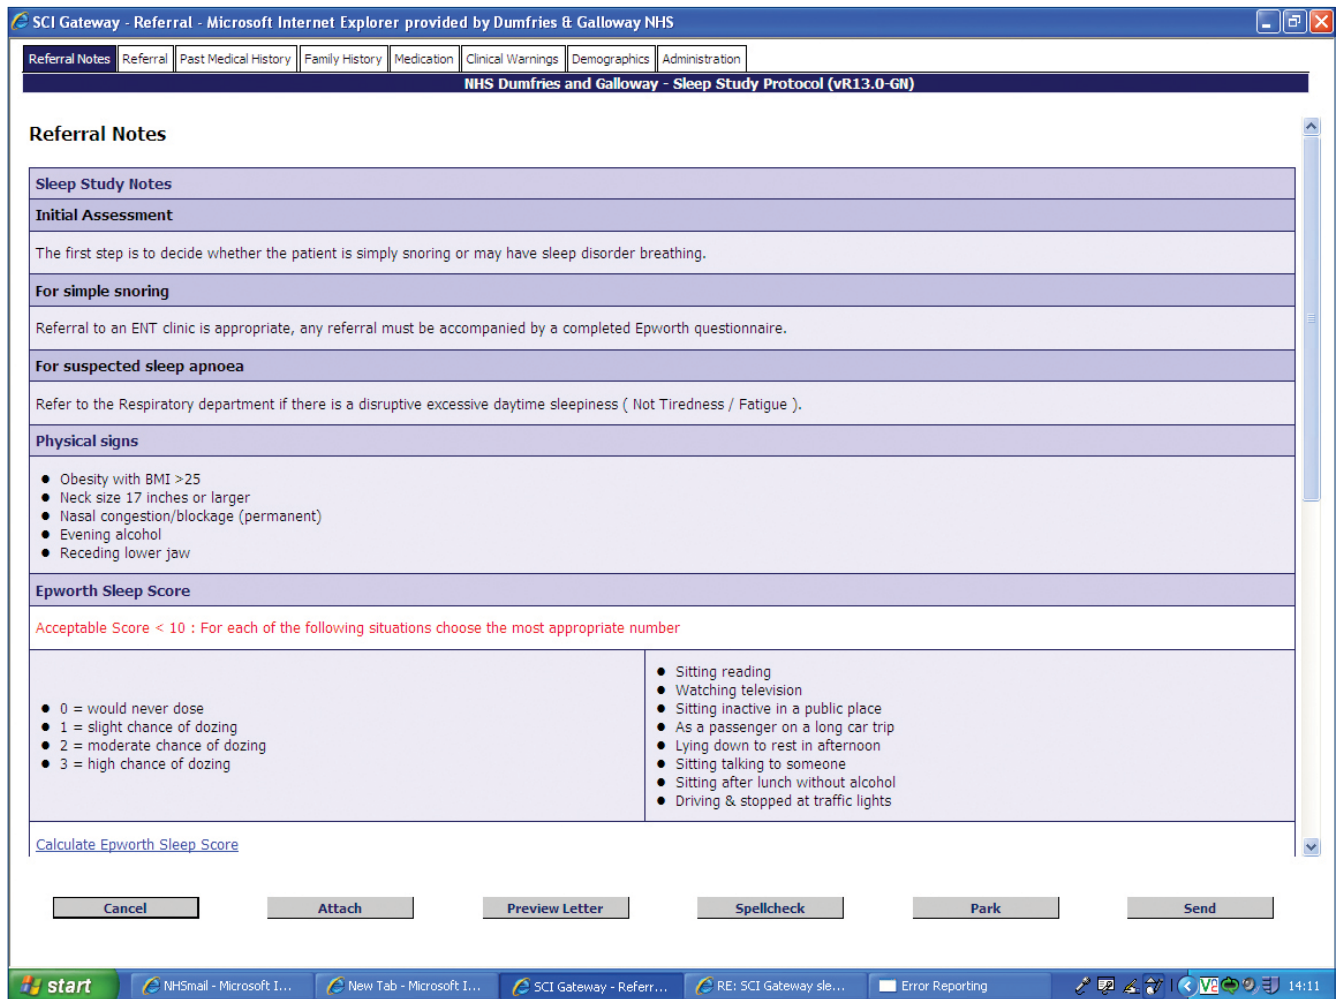 SCI Gateway - Referral - Microsoft Internet Explorer provided by Dumfries & Galloway NHS
Referral Notes Referral Past Medical History Family History Medication Clinical Warnings Demographics Administration
NHS Dumfries and Galloway - Sleep Study Protocol (vR13.0-GN)
Referral Notes
Sleep Study Notes
Initial Assessment
The first step is to decide whether the patient is simply snoring or may have sleep disorder breathing.
For simple snoring
Referral to an ENT clinic is appropriate, any referral must be accompanied by a completed Epworth questionnaire.
For suspected sleep apnoea
Refer to the Respiratory department if there is a disruptive excessive daytime sleepiness ( Not Tiredness / Fatigue ).
Physical signs
● Obesity with BMI >25
● Neck size 17 inches or larger
● Nasal congestion/blockage (permanent)
● Evening alcohol
● Receding lower jaw
Epworth Sleep Score
Acceptable Score < 10 : For each of the following situations choose the most appropriate number
● 0 = would never dose
● 1 = slight chance of dozing
● 2 = moderate chance of dozing
● 3 = high chance of dozing
● Sitting reading
● Watching television
● Sitting inactive in a public place
● As a passenger on a long car trip
● Lying down to rest in afternoon
● Sitting talking to someone
● Sitting after lunch without alcohol
● Driving & stopped at traffic lights
Calculate Epworth Sleep Score
Cancel Attach Preview Letter Spellcheck Park Send
start NHSmail - Microsoft I... New Tab - Microsoft I... SCI Gateway - Referr... RE: SCI Gateway sle... Error Reporting 14:11